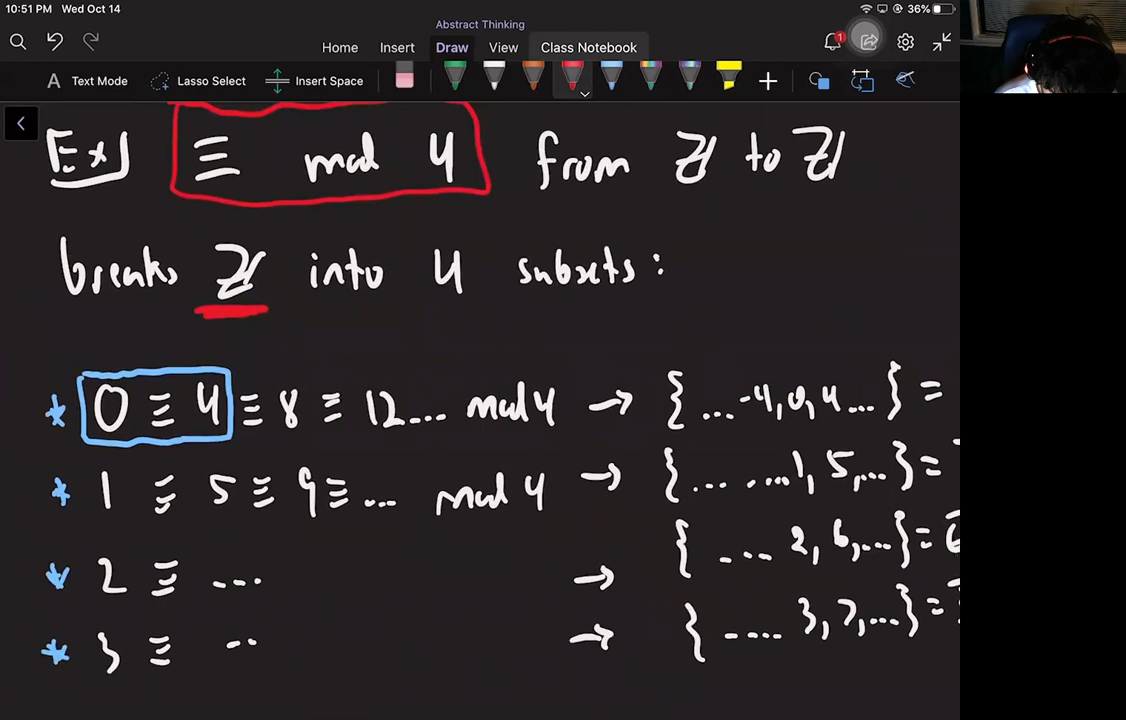 10:51 PM Wed Oct 14
36%
Abstract Thinking
Home Insert Draw View Class Notebook
1
A Text Mode Lasso Select Insert Space
Ex] ≡ mod 4 from ℤ to ℤ
breaks ℤ into 4 subsets:
* 0 ≡ 4 ≡ 8 ≡ 12... mod 4 → {...-4, 0, 4...} =
* 1 ≡ 5 ≡ 9 ≡ ... mod 4 → {.... ....1, 5,...} =
* 2 ≡ ... → { .... 2, 6,...} =
* 3 ≡ .. → { .... 3, 7,...} =